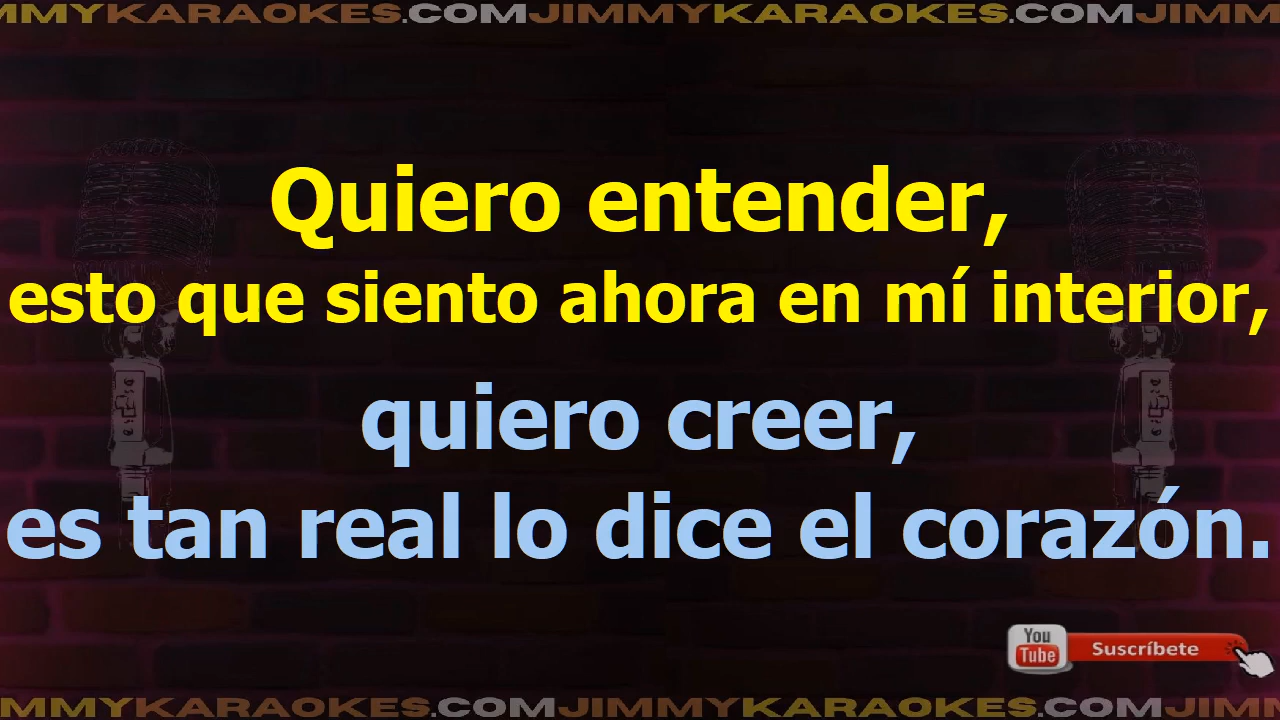 JIMMYKARAOKES.COMJIMMYKARAOKES.COMJIMM
Quiero entender,
esto que siento ahora en mí interior,
quiero creer,
es tan real lo dice el corazón.
You
Tube
Suscríbete
MMYKARAOKES.COMJIMMYKARAOKES.COMJIMM